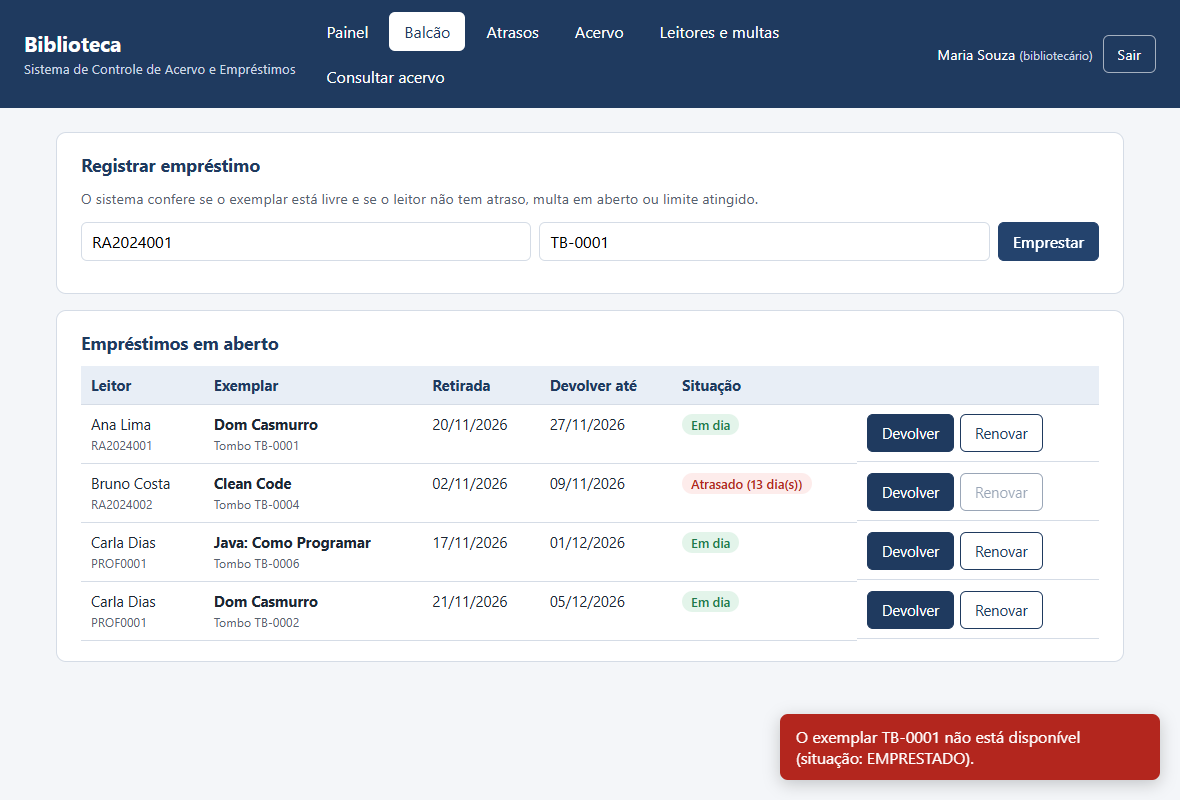 Biblioteca
Sistema de Controle de Acervo e Empréstimos
Painel Balcão Atrasos Acervo Leitores e multas
Consultar acervo
Maria Souza (bibliotecário) Sair
Registrar empréstimo
O sistema confere se o exemplar está livre e se o leitor não tem atraso, multa em aberto ou limite atingido.
RA2024001 TB-0001 Emprestar
Empréstimos em aberto
Leitor Exemplar Retirada Devolver até Situação
Ana Lima Dom Casmurro 20/11/2026 27/11/2026 Em dia Devolver Renovar
RA2024001 Tombo TB-0001
Bruno Costa Clean Code 02/11/2026 09/11/2026 Atrasado (13 dia(s)) Devolver Renovar
RA2024002 Tombo TB-0004
Carla Dias Java: Como Programar 17/11/2026 01/12/2026 Em dia Devolver Renovar
PROF0001 Tombo TB-0006
Carla Dias Dom Casmurro 21/11/2026 05/12/2026 Em dia Devolver Renovar
PROF0001 Tombo TB-0002
O exemplar TB-0001 não está disponível
(situação: EMPRESTADO).